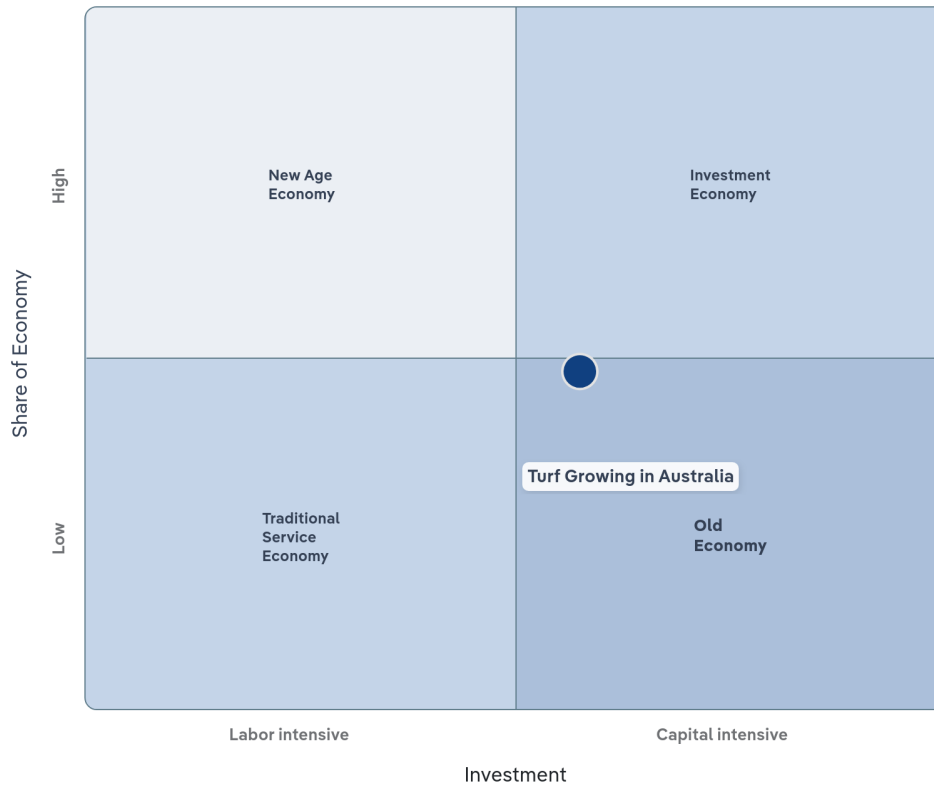 Share of Economy
High
Low
New Age
Economy
Investment
Economy
Turf Growing in Australia
Traditional
Service
Economy
Old
Economy
Labor intensive
Capital intensive
Investment